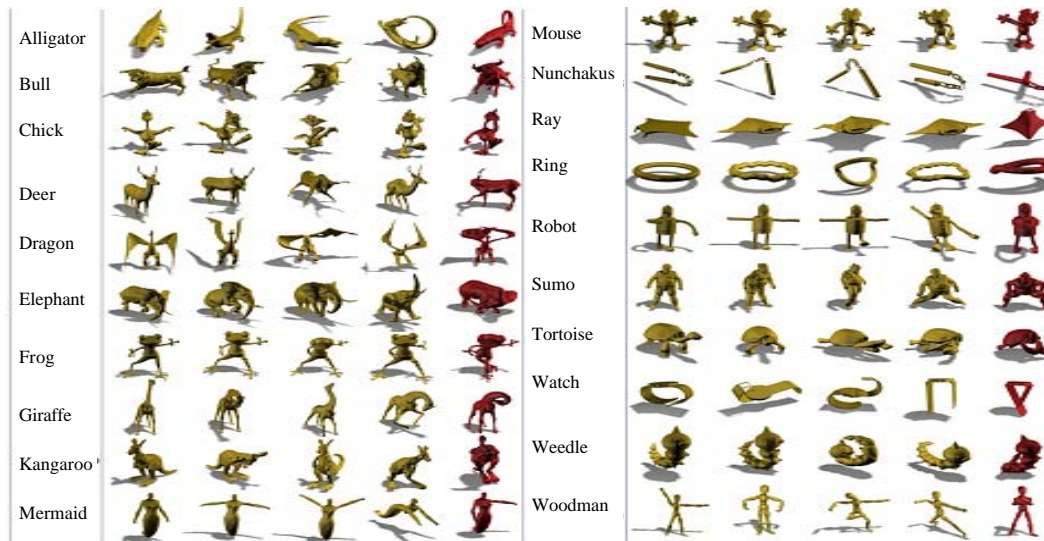 Alligator
Bull
Chick
Deer
Dragon
Elephant
Frog
Giraffe
Kangaroo
Mermaid
Mouse
Nunchakus
Ray
Ring
Robot
Sumo
Tortoise
Watch
Weedle
Woodman